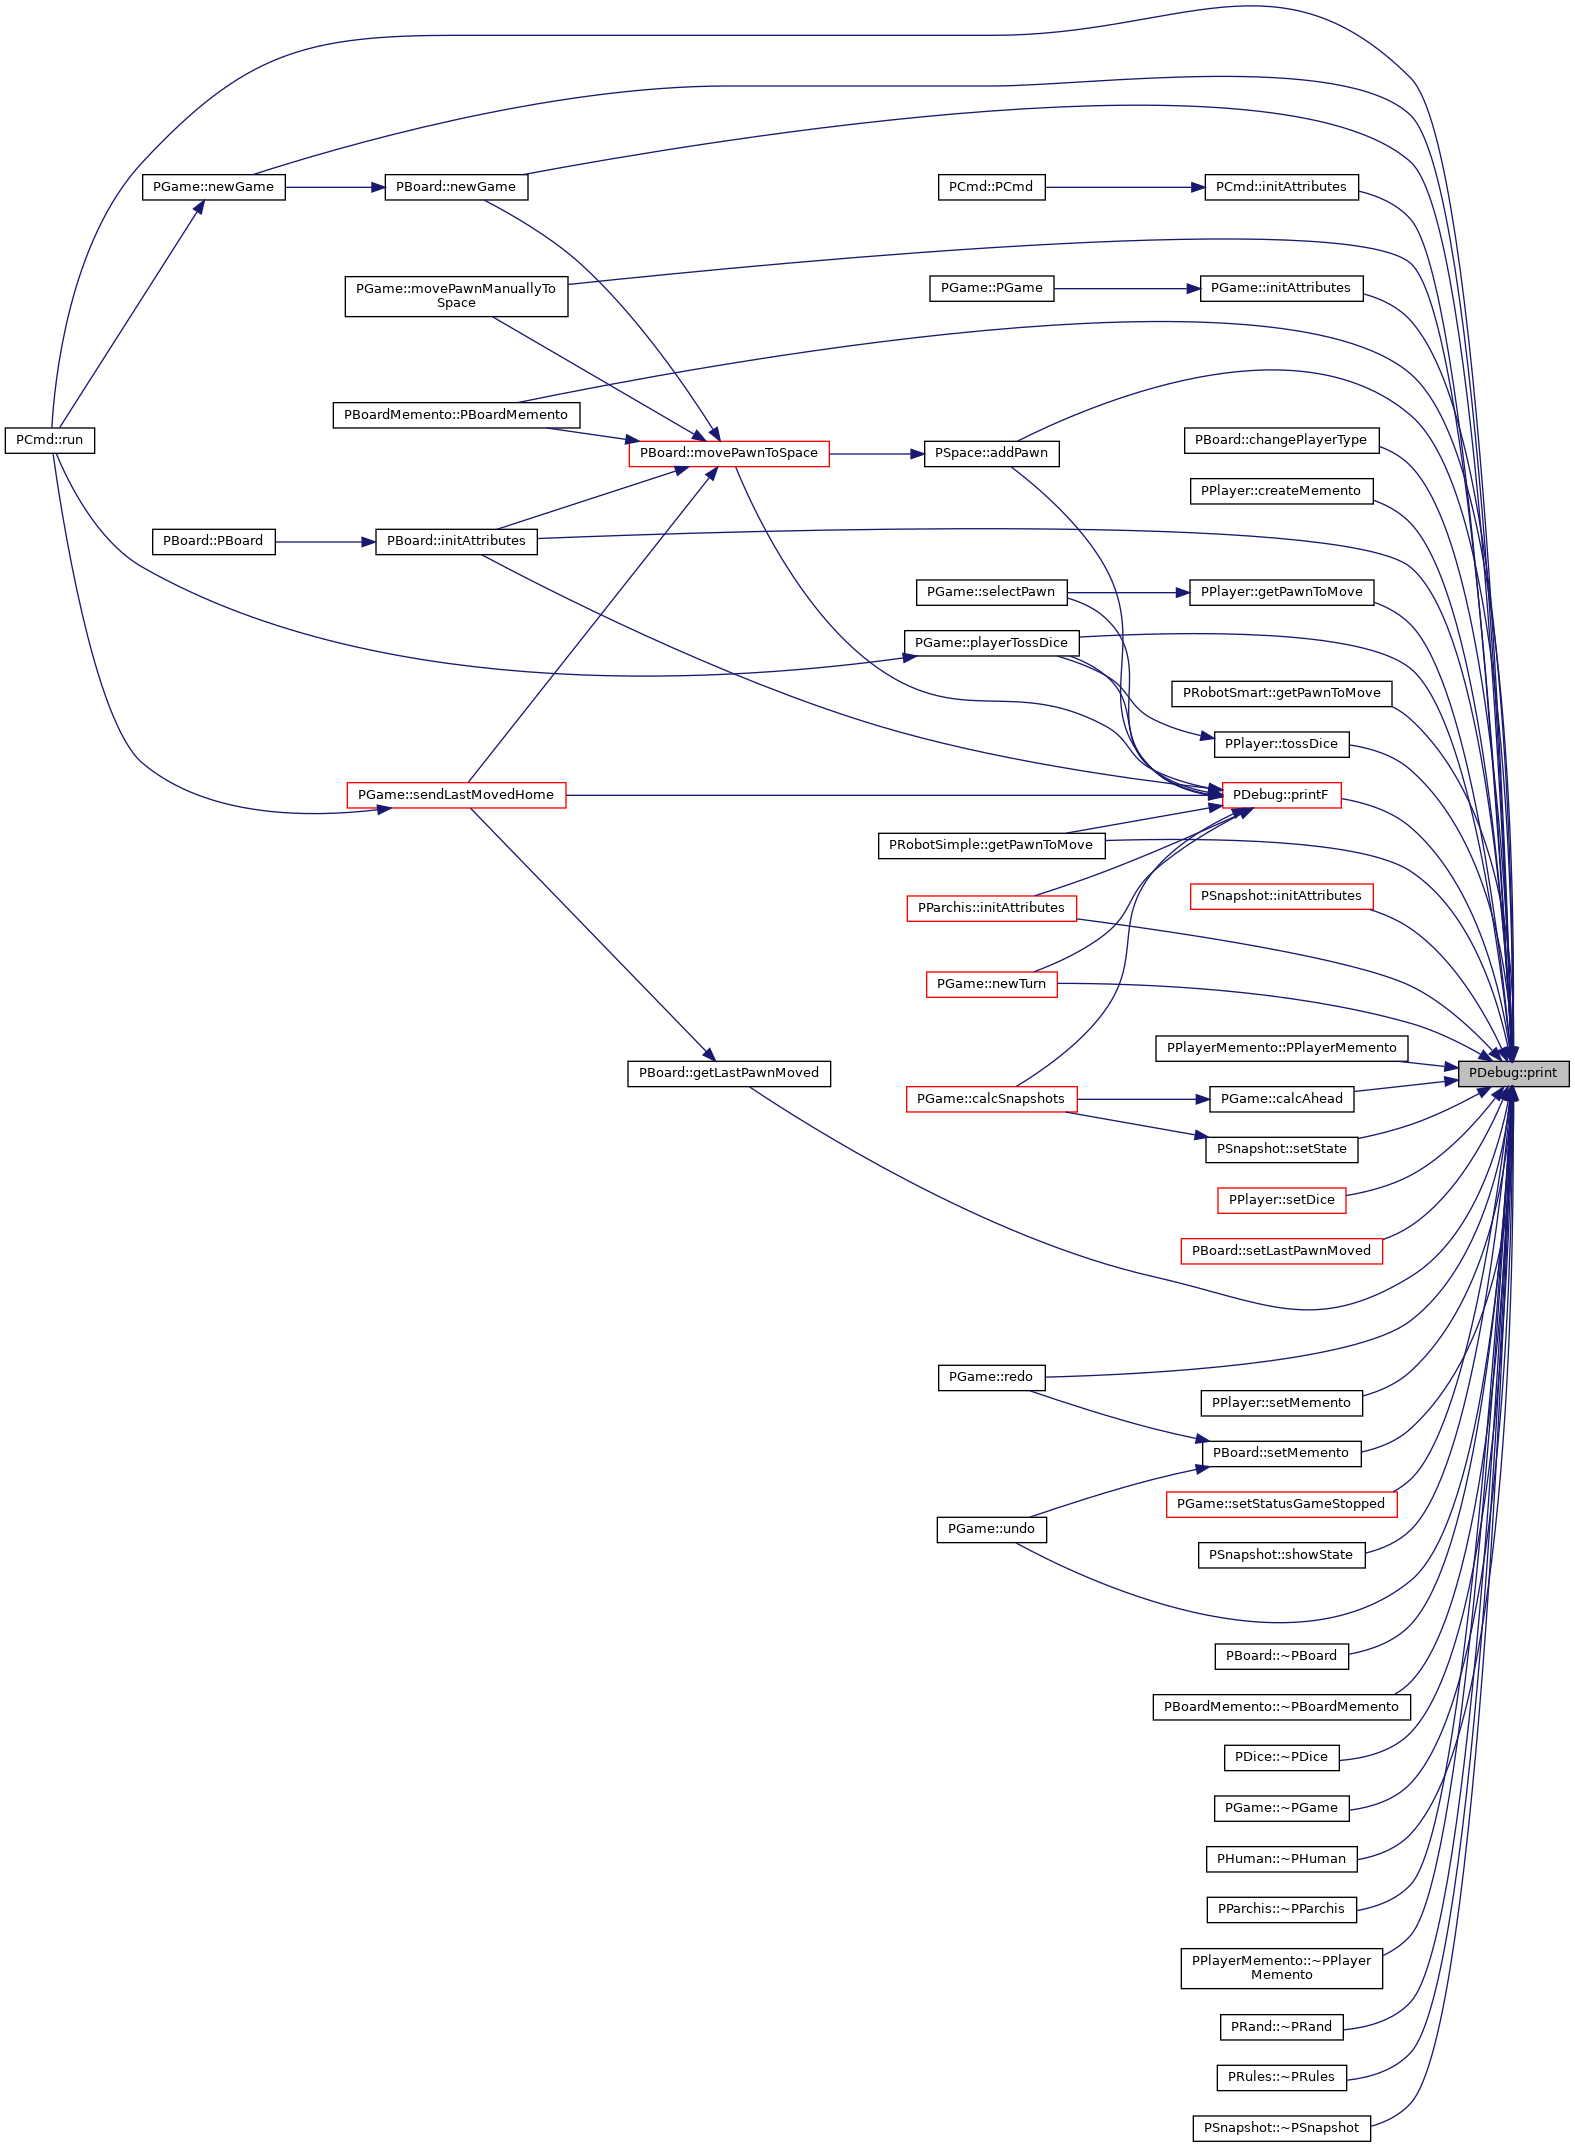 PGame::newGame
PBoard::newGame
PCmd::PCmd
PCmd::initAttributes
PGame::movePawnManuallyTo
Space
PGame::PGame
PGame::initAttributes
PBoardMemento::PBoardMemento
PCmd::run
PBoard::movePawnToSpace
PSpace::addPawn
PBoard::changePlayerType
PPlayer::createMemento
PBoard::PBoard
PBoard::initAttributes
PGame::selectPawn
PPlayer::getPawnToMove
PGame::playerTossDice
PRobotSmart::getPawnToMove
PPlayer::tossDice
PGame::sendLastMovedHome
PDebug::printF
PRobotSimple::getPawnToMove
PSnapshot::initAttributes
PParchis::initAttributes
PGame::newTurn
PPlayerMemento::PPlayerMemento
PBoard::getLastPawnMoved
PDebug::print
PGame::calcSnapshots
PGame::calcAhead
PSnapshot::setState
PPlayer::setDice
PBoard::setLastPawnMoved
PGame::redo
PPlayer::setMemento
PBoard::setMemento
PGame::setStatusGameStopped
PGame::undo
PSnapshot::showState
PBoard::~PBoard
PBoardMemento::~PBoardMemento
PDice::~PDice
PGame::~PGame
PHuman::~PHuman
PParchis::~PParchis
PPlayerMemento::~PPlayer
Memento
PRand::~PRand
PRules::~PRules
PSnapshot::~PSnapshot